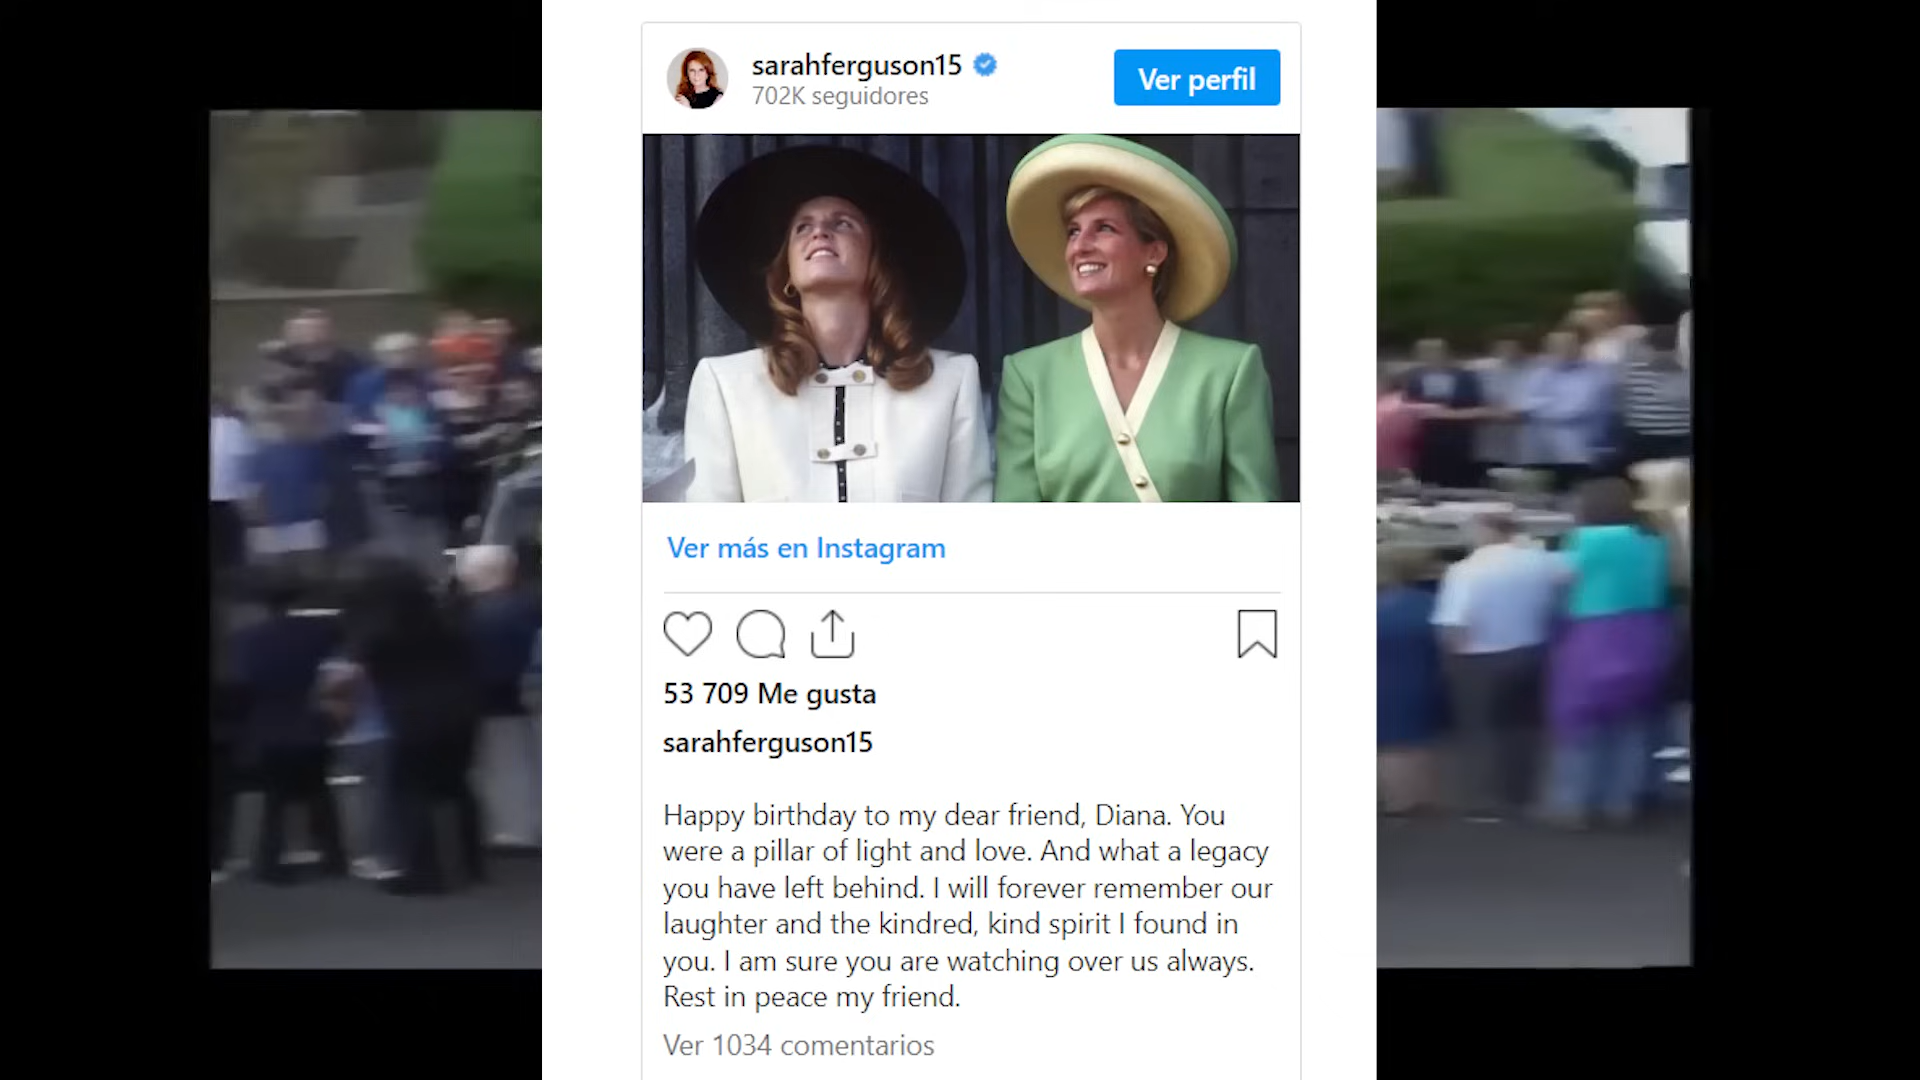 sarahferguson15
702K seguidores
Ver perfil
Ver más en Instagram
53 709 Me gusta
sarahferguson15
Happy birthday to my dear friend, Diana. You
were a pillar of light and love. And what a legacy
you have left behind. I will forever remember our
laughter and the kindred, kind spirit I found in
you. I am sure you are watching over us always.
Rest in peace my friend.
Ver 1034 comentarios